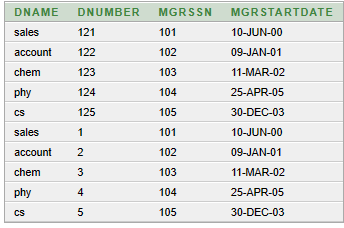 DNAME DNUMBER MGRSSN MGRSTARTDATE
sales 121 101 10-JUN-00
account 122 102 09-JAN-01
chem 123 103 11-MAR-02
phy 124 104 25-APR-05
cs 125 105 30-DEC-03
sales 1 101 10-JUN-00
account 2 102 09-JAN-01
chem 3 103 11-MAR-02
phy 4 104 25-APR-05
cs 5 105 30-DEC-03